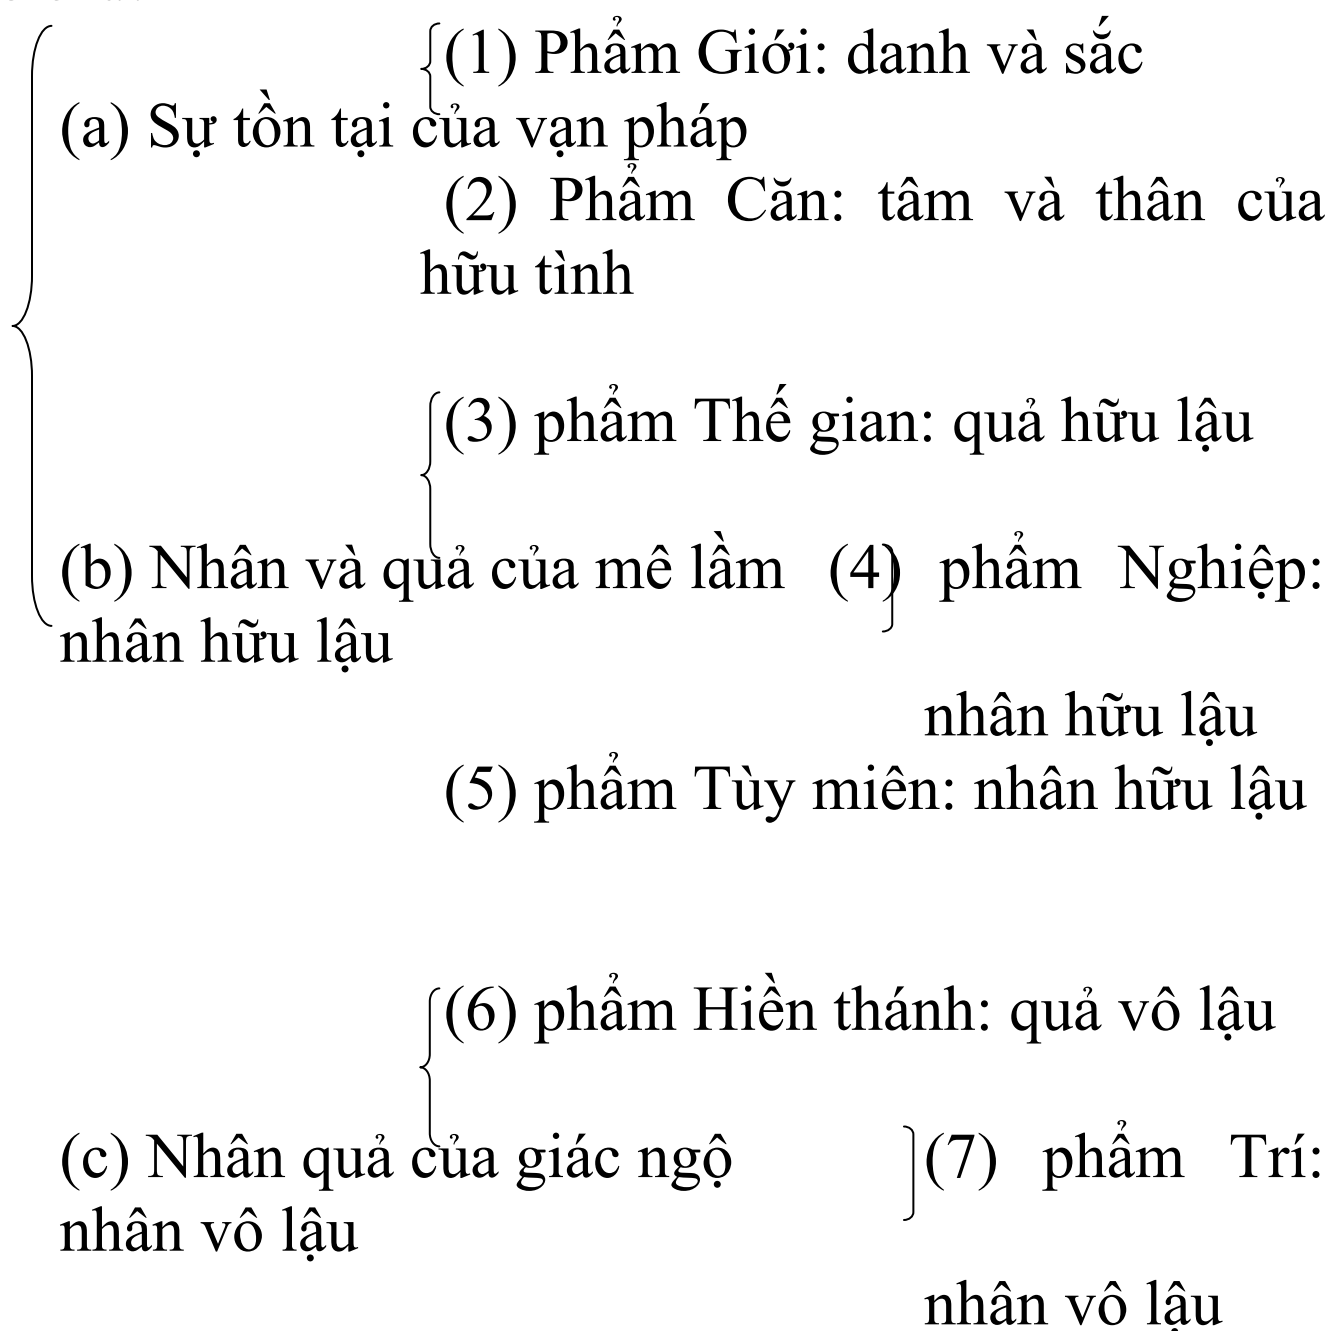 (1) Phẩm Giới: danh và sắc
(a) Sự tồn tại của vạn pháp
(2) Phẩm Căn: tâm và thân của
hữu tình
(3) phẩm Thế gian: quả hữu lậu
(b) Nhân và quả của mê lầm (4) phẩm Nghiệp:
nhân hữu lậu
nhân hữu lậu
(5) phẩm Tùy miên: nhân hữu lậu
(6) phẩm Hiền thánh: quả vô lậu
(c) Nhân quả của giác ngộ (7) phẩm Trí:
nhân vô lậu
nhân vô lậu